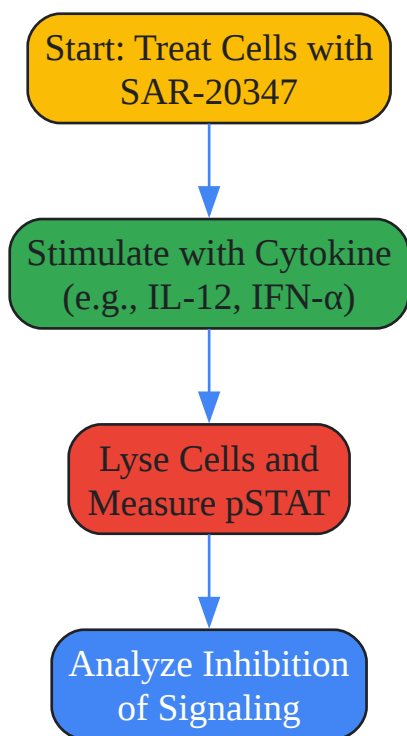 Start: Treat Cells with
SAR-20347
Stimulate with Cytokine
(e.g., IL-12, IFN-α)
Lyse Cells and
Measure pSTAT
Analyze Inhibition
of Signaling